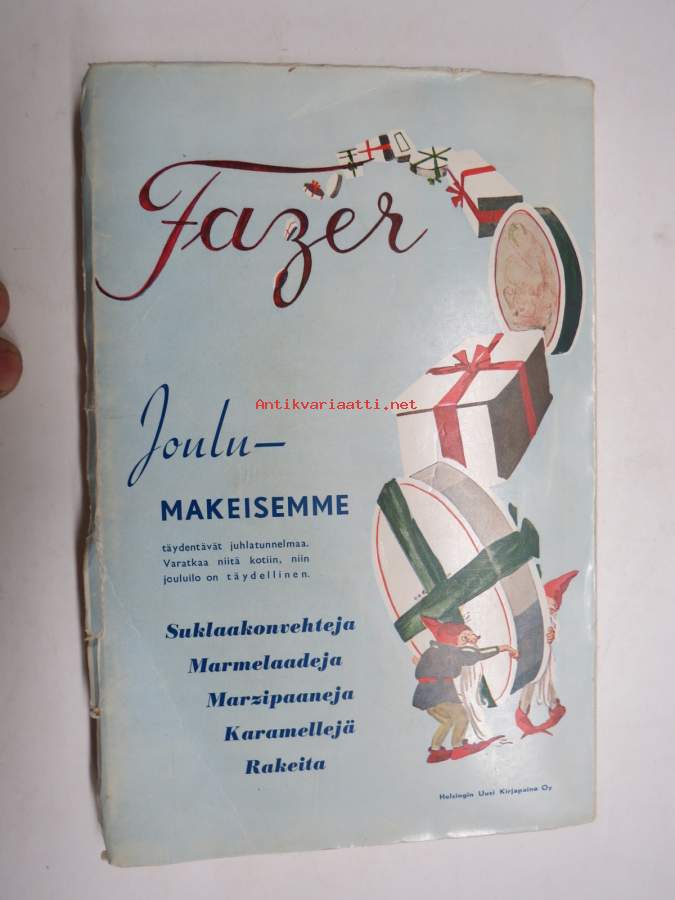 Fazer
Antikvariaatti.net
Joulu-
MAKEISEMME
täydentävät juhlatunnelmaa.
Varatkaa niitä kotiin, niin
jouluilo on täydellinen.
Suklaakonvehteja
Marmelaadeja
Marzipaaneja
Karamellejä
Rakeita
Helsingin Uusi Kirjapaino Oy